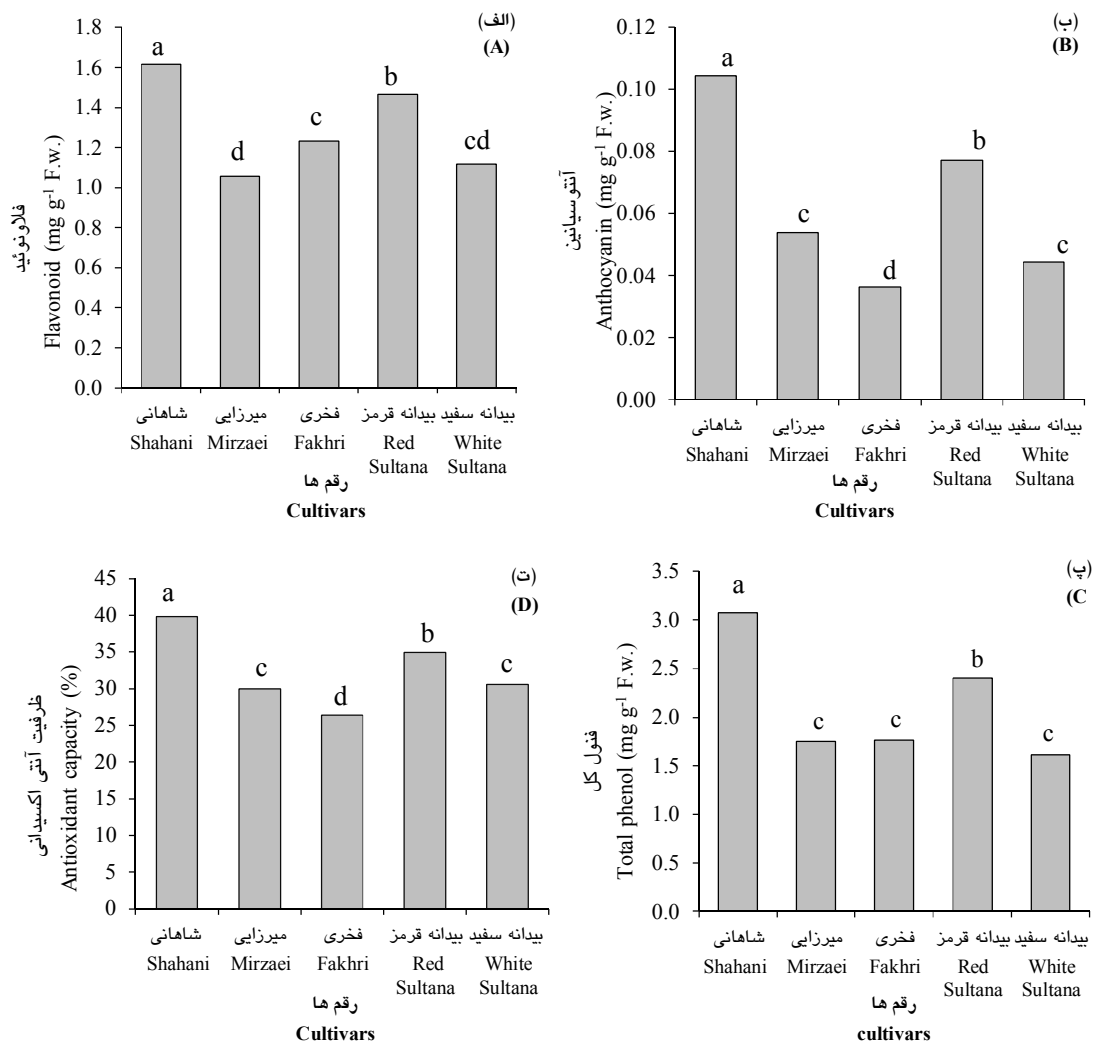 (الف)
(A)
a
d
c
b
cd
1.8
1.6
1.4
1.2
1.0
0.8
0.6
0.4
0.2
0.0
فلاونوئید
Flavonoid (mg g⁻¹ F.w.)
شاهانی میرزایی فخری بیدانه قرمز بیدانه سفید
Shahani Mirzaei Fakhri Red White
Sultana Sultana
رقم ها
Cultivars
(ب)
(B)
a
c
d
b
c
0.12
0.10
0.08
0.06
0.04
0.02
0.00
آنتوسیانین
Anthocyanin (mg g⁻¹ F.w.)
شاهانی میرزایی فخری بیدانه قرمز بیدانه سفید
Shahani Mirzaei Fakhri Red White
Sultana Sultana
رقم ها
Cultivars
(ت)
(D)
a
c
d
b
c
45
40
35
30
25
20
15
10
5
0
ظرفیت آنتی اکسیدانی
Antioxidant capacity (%)
شاهانی میرزایی فخری بیدانه قرمز بیدانه سفید
Shahani Mirzaei Fakhri Red White
Sultana Sultana
رقم ها
Cultivars
(پ)
(C
a
c
c
b
c
3.5
3.0
2.5
2.0
1.5
1.0
0.5
0.0
فنول کل
Total phenol (mg g⁻¹ F.w.)
شاهانی میرزایی فخری بیدانه قرمز بیدانه سفید
Shahani Mirzaei Fakhri Red White
Sultana Sultana
رقم ها
cultivars